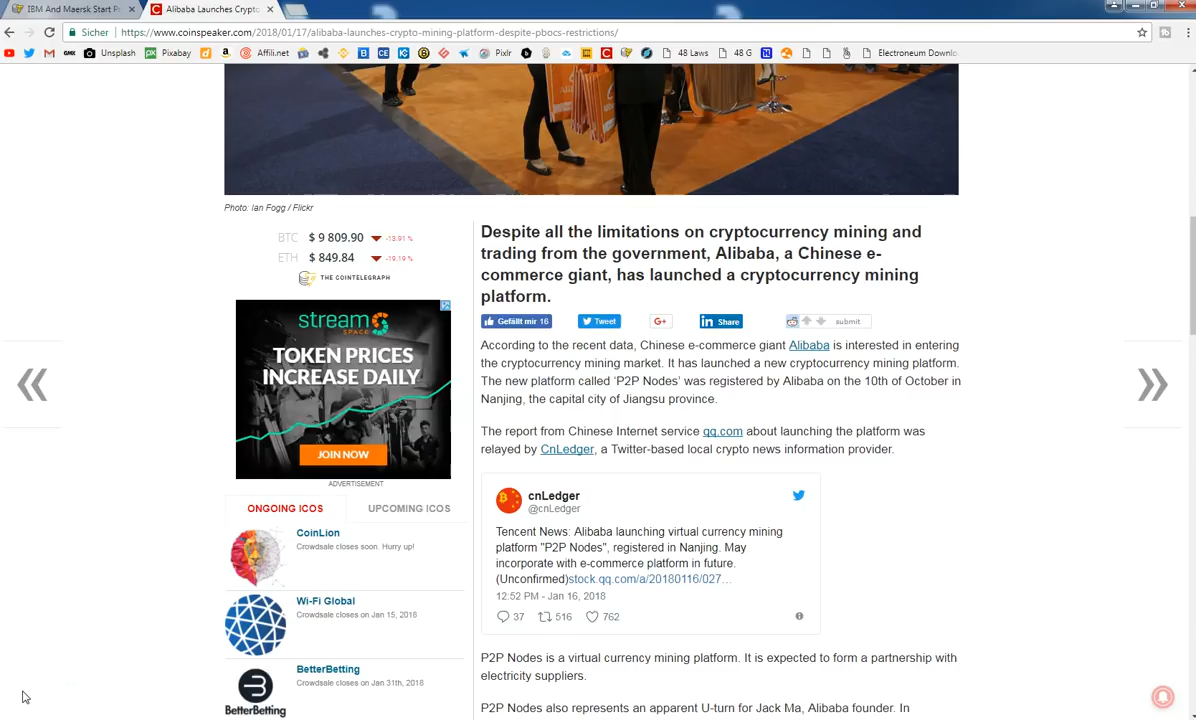 IBM And Maersk Start P
Alibaba Launches Crypto
Sicher
https://www.coinspeaker.com/2018/01/17/alibaba-launches-crypto-mining-platform-despite-pbocs-restrictions/
GMX Unsplash Pixabay Affili.net Pixlr 48 Laws 48 G Electroneum Downlo
Photo: Ian Fogg / Flickr
BTC $ 9 809.90 -13.91 %
ETH $ 849.84 -19.19 %
THE COINTELEGRAPH
stream
SPACE
TOKEN PRICES
INCREASE DAILY
JOIN NOW
ADVERTISEMENT
ONGOING ICOS UPCOMING ICOS
CoinLion
Crowdsale closes soon. Hurry up!
Wi-Fi Global
Crowdsale closes on Jan 15, 2018
BetterBetting
Crowdsale closes on Jan 31th, 2018
BetterBetting
Despite all the limitations on cryptocurrency mining and
trading from the government, Alibaba, a Chinese e-
commerce giant, has launched a cryptocurrency mining
platform.
Gefällt mir 16 Tweet G+ in Share submit
According to the recent data, Chinese e-commerce giant Alibaba is interested in entering
the cryptocurrency mining market. It has launched a new cryptocurrency mining platform.
The new platform called ‘P2P Nodes’ was registered by Alibaba on the 10th of October in
Nanjing, the capital city of Jiangsu province.
The report from Chinese Internet service qq.com about launching the platform was
relayed by CnLedger, a Twitter-based local crypto news information provider.
cnLedger
@cnLedger
Tencent News: Alibaba launching virtual currency mining
platform "P2P Nodes", registered in Nanjing. May
incorporate with e-commerce platform in future.
(Unconfirmed)stock.qq.com/a/20180116/027…
12:52 PM - Jan 16, 2018
37 516 762
P2P Nodes is a virtual currency mining platform. It is expected to form a partnership with
electricity suppliers.
P2P Nodes also represents an apparent U-turn for Jack Ma, Alibaba founder. In